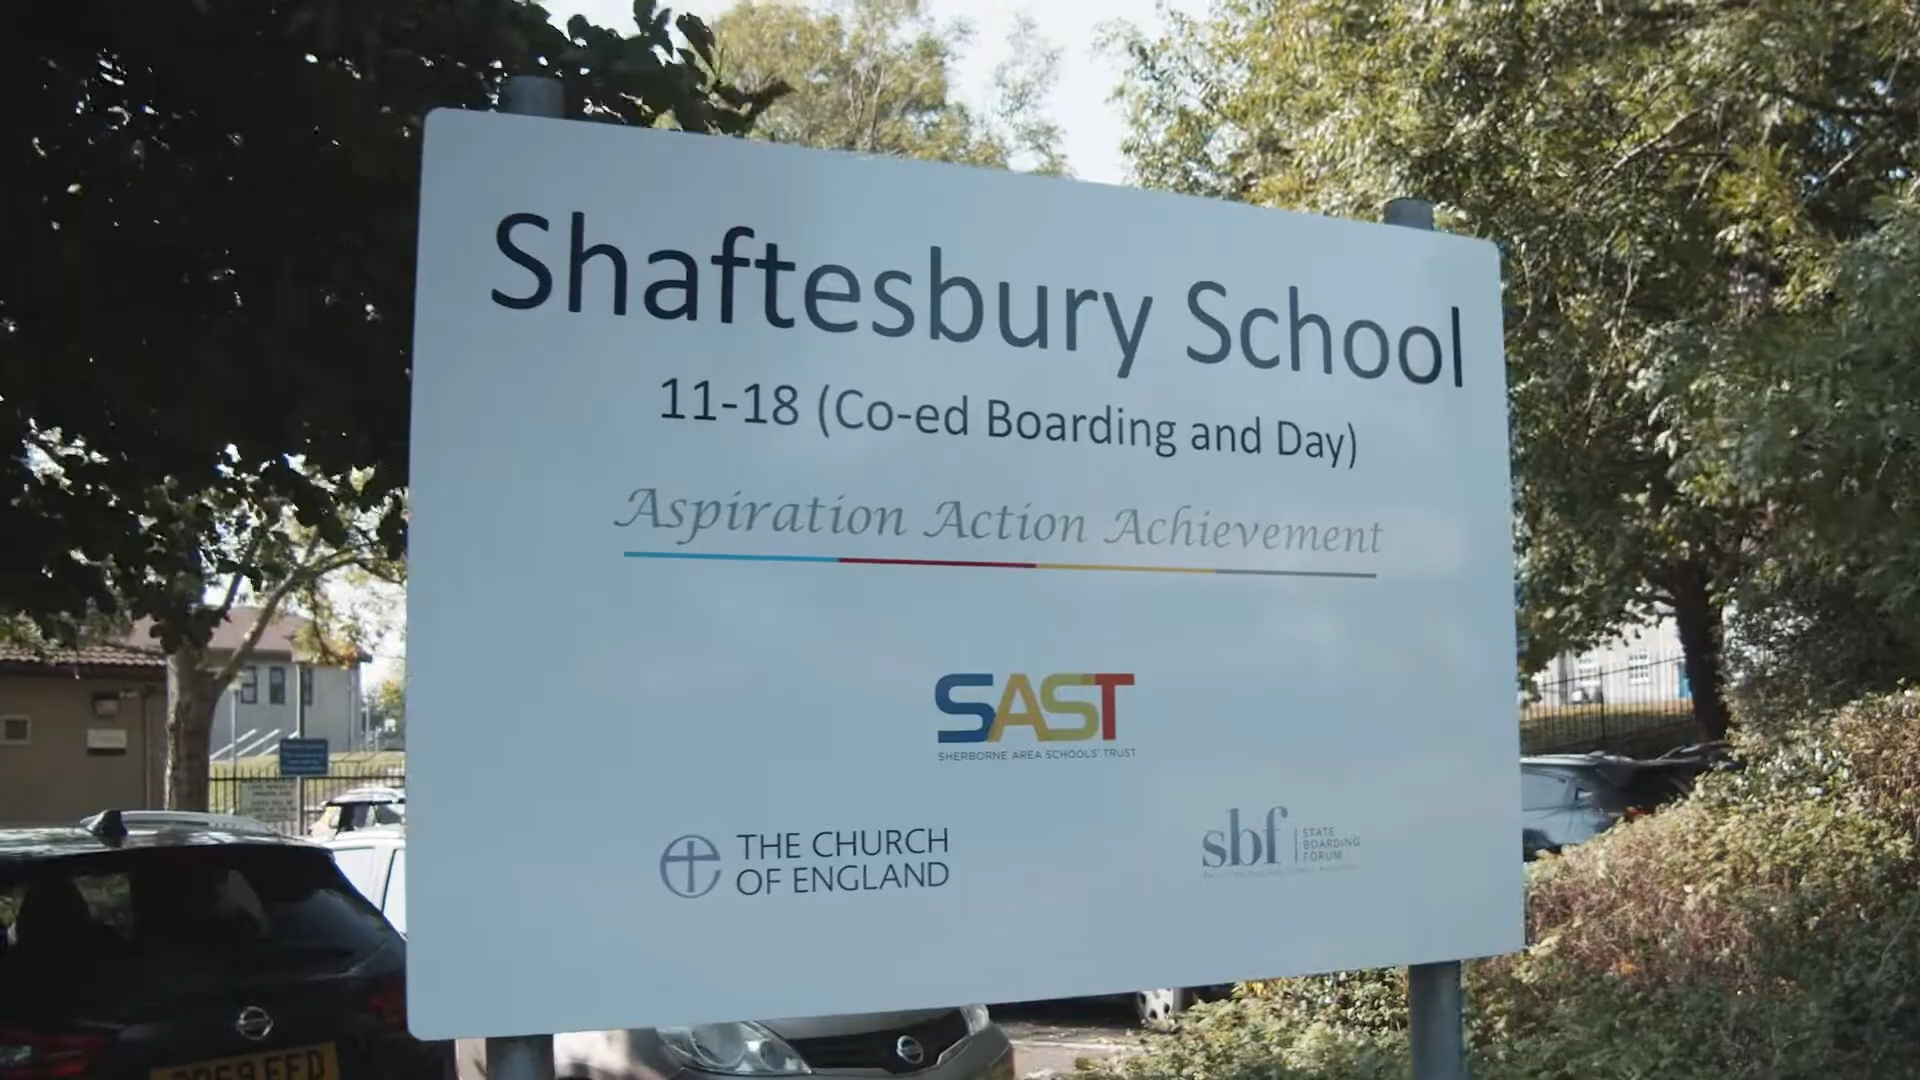 Shaftesbury School
11-18 (Co-ed Boarding and Day)
Aspiration Action Achievement
SAST
SHERBORNE AREA SCHOOLS' TRUST
THE CHURCH
OF ENGLAND
sbf
STATE
BOARDING
FORUM